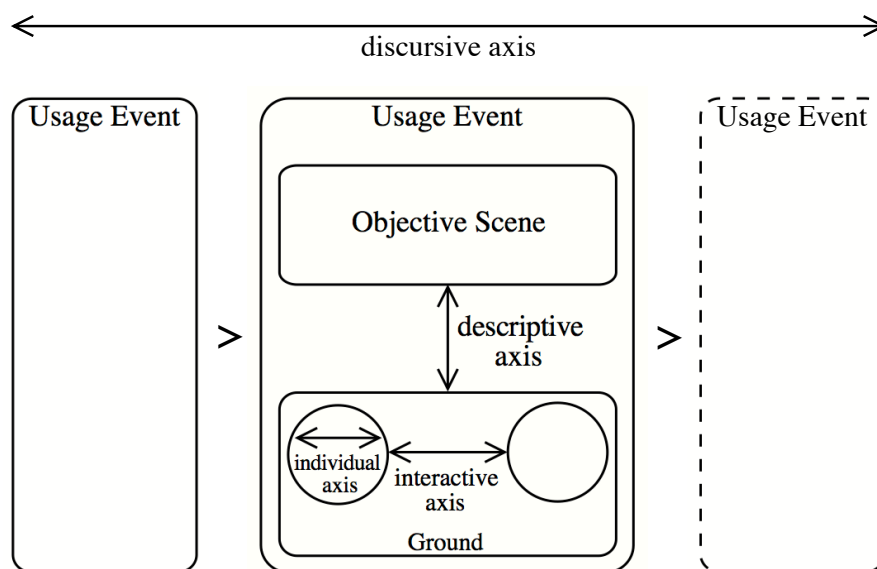 discursive axis
Usage Event
Usage Event
Usage Event
Objective Scene
>
descriptive
axis
>
individual
axis
interactive
axis
Ground